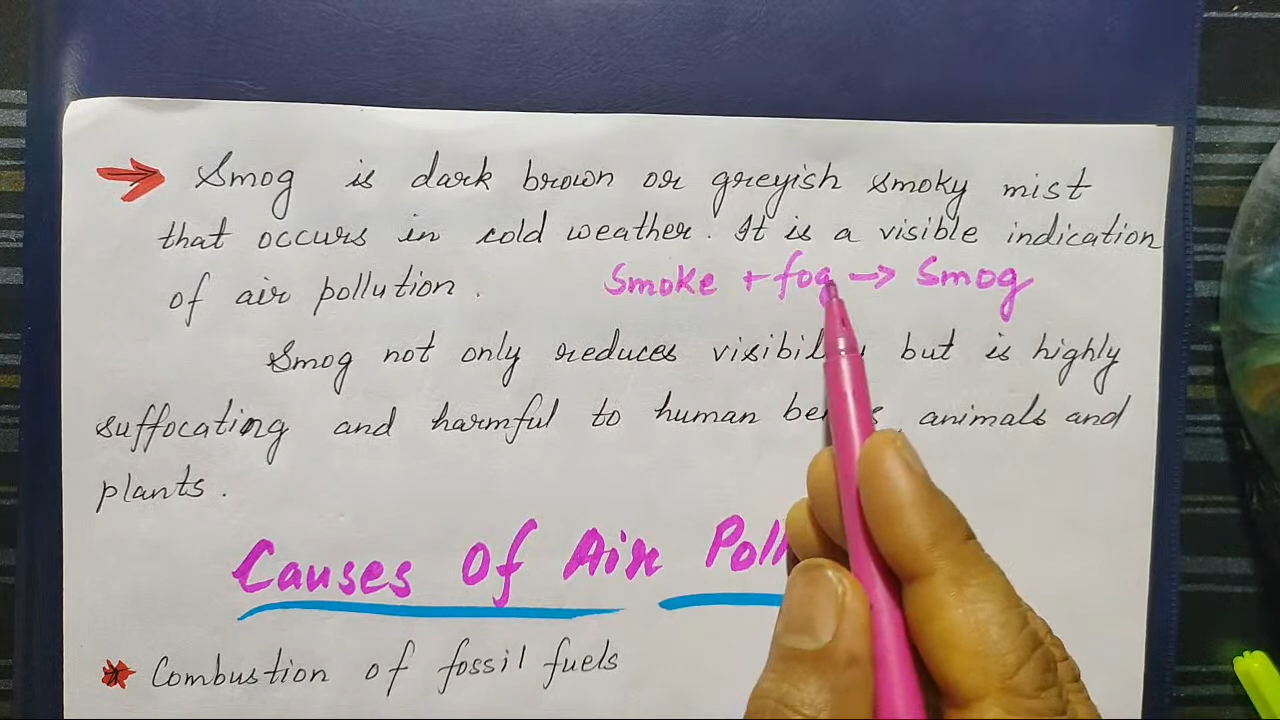 Smog is dark brown or greyish smoky mist
that occurs in cold weather. It is a visible indication
of air pollution. Smoke + fog → Smog
Smog not only reduces visibil but is highly
suffocating and harmful to human be s, animals and
plants.
Causes Of Air Poll
* Combustion of fossil fuels